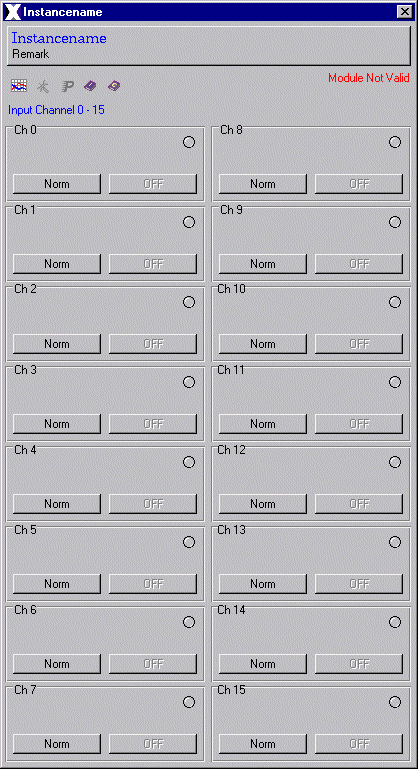 Instancename
Instancename
Remark
Module Not Valid
Input Channel 0 - 15
Ch 0
Norm OFF
Ch 8
Norm OFF
Ch 1
Norm OFF
Ch 9
Norm OFF
Ch 2
Norm OFF
Ch 10
Norm OFF
Ch 3
Norm OFF
Ch 11
Norm OFF
Ch 4
Norm OFF
Ch 12
Norm OFF
Ch 5
Norm OFF
Ch 13
Norm OFF
Ch 6
Norm OFF
Ch 14
Norm OFF
Ch 7
Norm OFF
Ch 15
Norm OFF